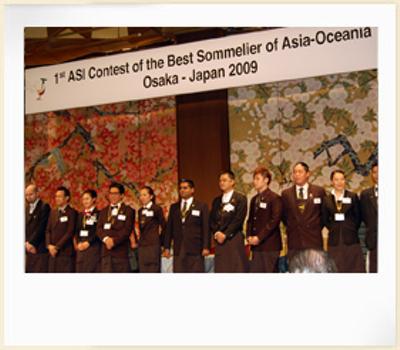 1st ASI Contest of the Best Sommelier of Asia-Oceania
Osaka - Japan 2009